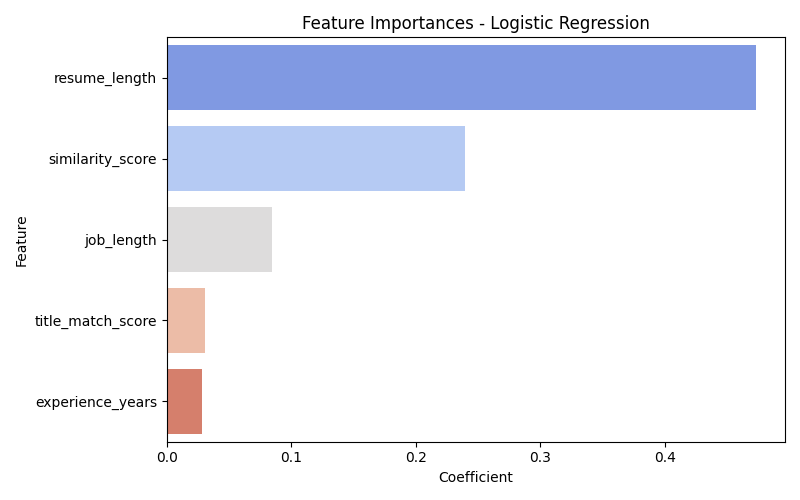 Feature Importances - Logistic Regression
resume_length
similarity_score
job_length
title_match_score
experience_years
Feature
0.0 0.1 0.2 0.3 0.4
Coefficient